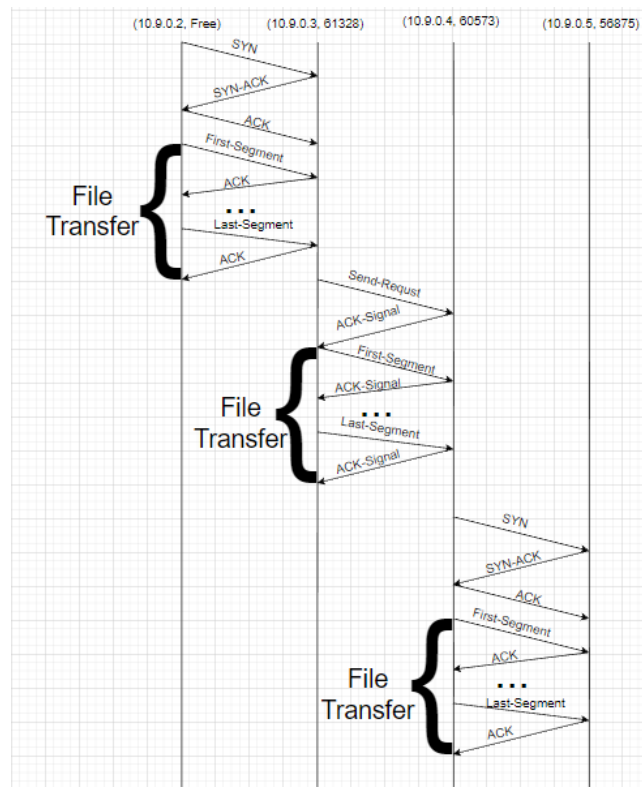 (10.9.0.2, Free) (10.9.0.3, 61328) (10.9.0.4, 60573) (10.9.0.5, 56875)
SYN
SYN-ACK
ACK
First-Segment
ACK
...
Last-Segment
ACK
File
Transfer
Send-Requst
ACK-Signal
First-Segment
ACK-Signal
...
Last-Segment
ACK-Signal
File
Transfer
SYN
SYN-ACK
ACK
First-Segment
ACK
...
Last-Segment
ACK
File
Transfer